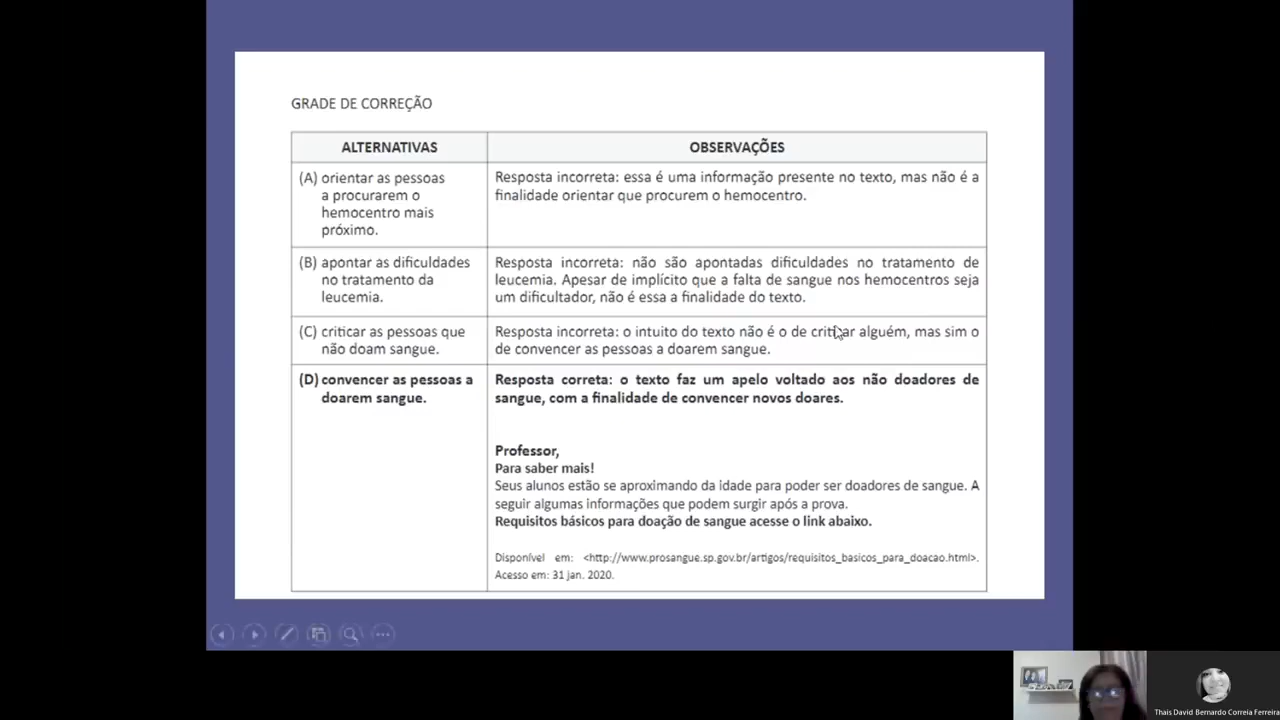 GRADE DE CORREÇÃO
ALTERNATIVAS
OBSERVAÇÕES
(A) orientar as pessoas
a procurarem o
hemocentro mais
próximo.
Resposta incorreta: essa é uma informação presente no texto, mas não é a
finalidade orientar que procurem o hemocentro.
(B) apontar as dificuldades
no tratamento da
leucemia.
Resposta incorreta: não são apontadas dificuldades no tratamento de
leucemia. Apesar de implícito que a falta de sangue nos hemocentros seja
um dificultador, não é essa a finalidade do texto.
(C) criticar as pessoas que
não doam sangue.
Resposta incorreta: o intuito do texto não é o de criticar alguém, mas sim o
de convencer as pessoas a doarem sangue.
(D) convencer as pessoas a
doarem sangue.
Resposta correta: o texto faz um apelo voltado aos não doadores de
sangue, com a finalidade de convencer novos doares.
Professor,
Para saber mais!
Seus alunos estão se aproximando da idade para poder ser doadores de sangue. A
seguir algumas informações que podem surgir após a prova.
Requisitos básicos para doação de sangue acesse o link abaixo.
Disponível em: <http://www.prosangue.sp.gov.br/artigos/requisitos_basicos_para_doacao.html>.
Acesso em: 31 jan. 2020.
Thais David Bernardo Correia Ferreira